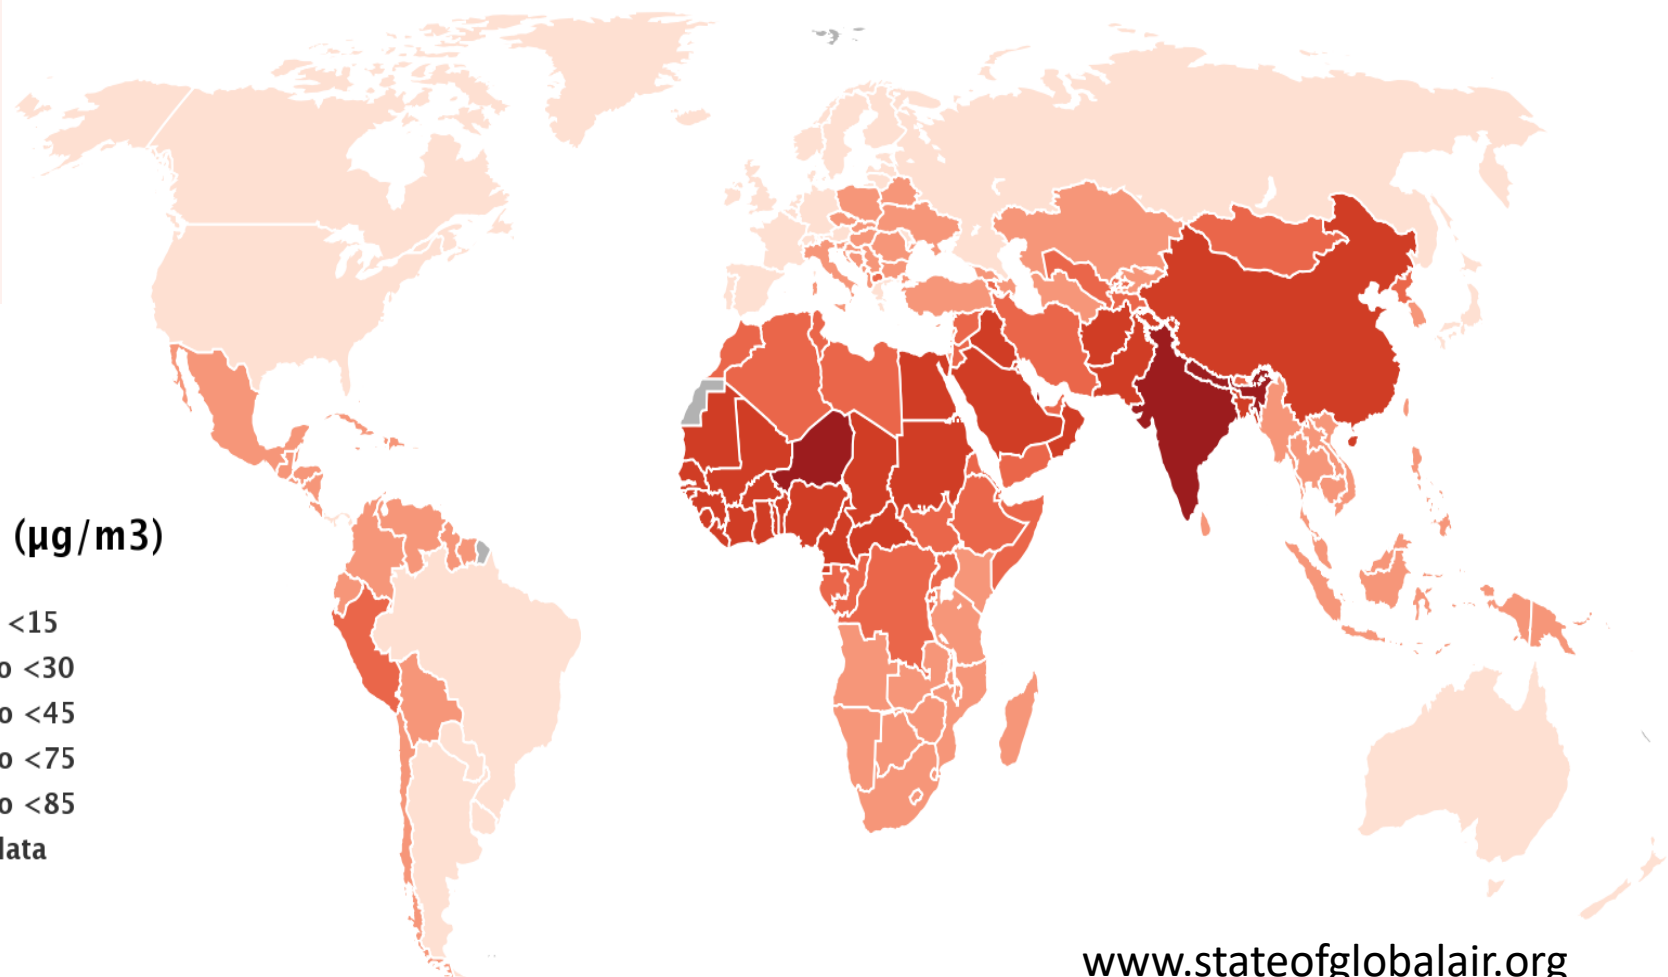 (µg/m3)
<15
o <30
o <45
o <75
o <85
lata
www.stateofglobalair.org